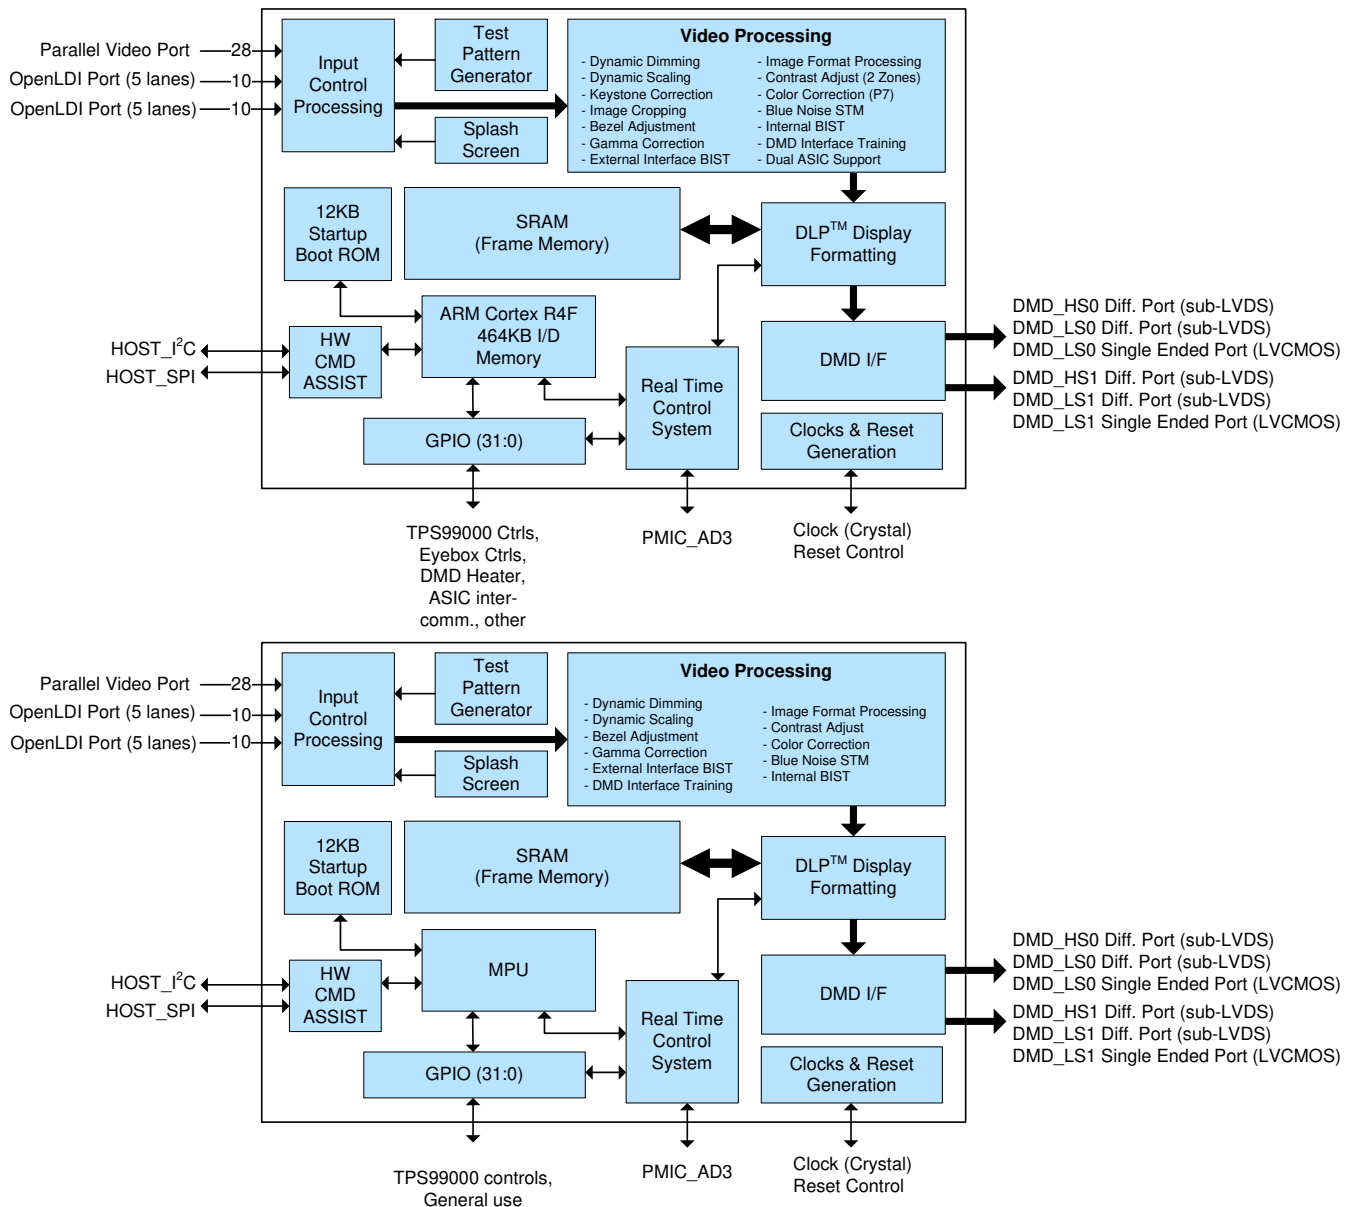 Parallel Video Port
28
OpenLDI Port (5 lanes)
10
OpenLDI Port (5 lanes)
10
Input
Control
Processing
Test
Pattern
Generator
Splash
Screen
Video Processing
- Dynamic Dimming
- Dynamic Scaling
- Keystone Correction
- Image Cropping
- Bezel Adjustment
- Gamma Correction
- External Interface BIST
- Image Format Processing
- Contrast Adjust (2 Zones)
- Color Correction (P7)
- Blue Noise STM
- Internal BIST
- DMD Interface Training
- Dual ASIC Support
12KB
Startup
Boot ROM
SRAM
(Frame Memory)
DLP™ Display
Formatting
HOST_I²C
HOST_SPI
HW
CMD
ASSIST
ARM Cortex R4F
464KB I/D
Memory
GPIO (31:0)
Real Time
Control
System
DMD I/F
Clocks & Reset
Generation
DMD_HS0 Diff. Port (sub-LVDS)
DMD_LS0 Diff. Port (sub-LVDS)
DMD_LS0 Single Ended Port (LVCMOS)
DMD_HS1 Diff. Port (sub-LVDS)
DMD_LS1 Diff. Port (sub-LVDS)
DMD_LS1 Single Ended Port (LVCMOS)
TPS99000 Ctrls,
Eyebox Ctrls,
DMD Heater,
ASIC inter-
comm., other
PMIC_AD3
Clock (Crystal)
Reset Control
Parallel Video Port
28
OpenLDI Port (5 lanes)
10
OpenLDI Port (5 lanes)
10
Input
Control
Processing
Test
Pattern
Generator
Splash
Screen
Video Processing
- Dynamic Dimming
- Dynamic Scaling
- Bezel Adjustment
- Gamma Correction
- External Interface BIST
- DMD Interface Training
- Image Format Processing
- Contrast Adjust
- Color Correction
- Blue Noise STM
- Internal BIST
12KB
Startup
Boot ROM
SRAM
(Frame Memory)
DLP™ Display
Formatting
HOST_I²C
HOST_SPI
HW
CMD
ASSIST
MPU
GPIO (31:0)
Real Time
Control
System
DMD I/F
Clocks & Reset
Generation
DMD_HS0 Diff. Port (sub-LVDS)
DMD_LS0 Diff. Port (sub-LVDS)
DMD_LS0 Single Ended Port (LVCMOS)
DMD_HS1 Diff. Port (sub-LVDS)
DMD_LS1 Diff. Port (sub-LVDS)
DMD_LS1 Single Ended Port (LVCMOS)
TPS99000 controls,
General use
PMIC_AD3
Clock (Crystal)
Reset Control